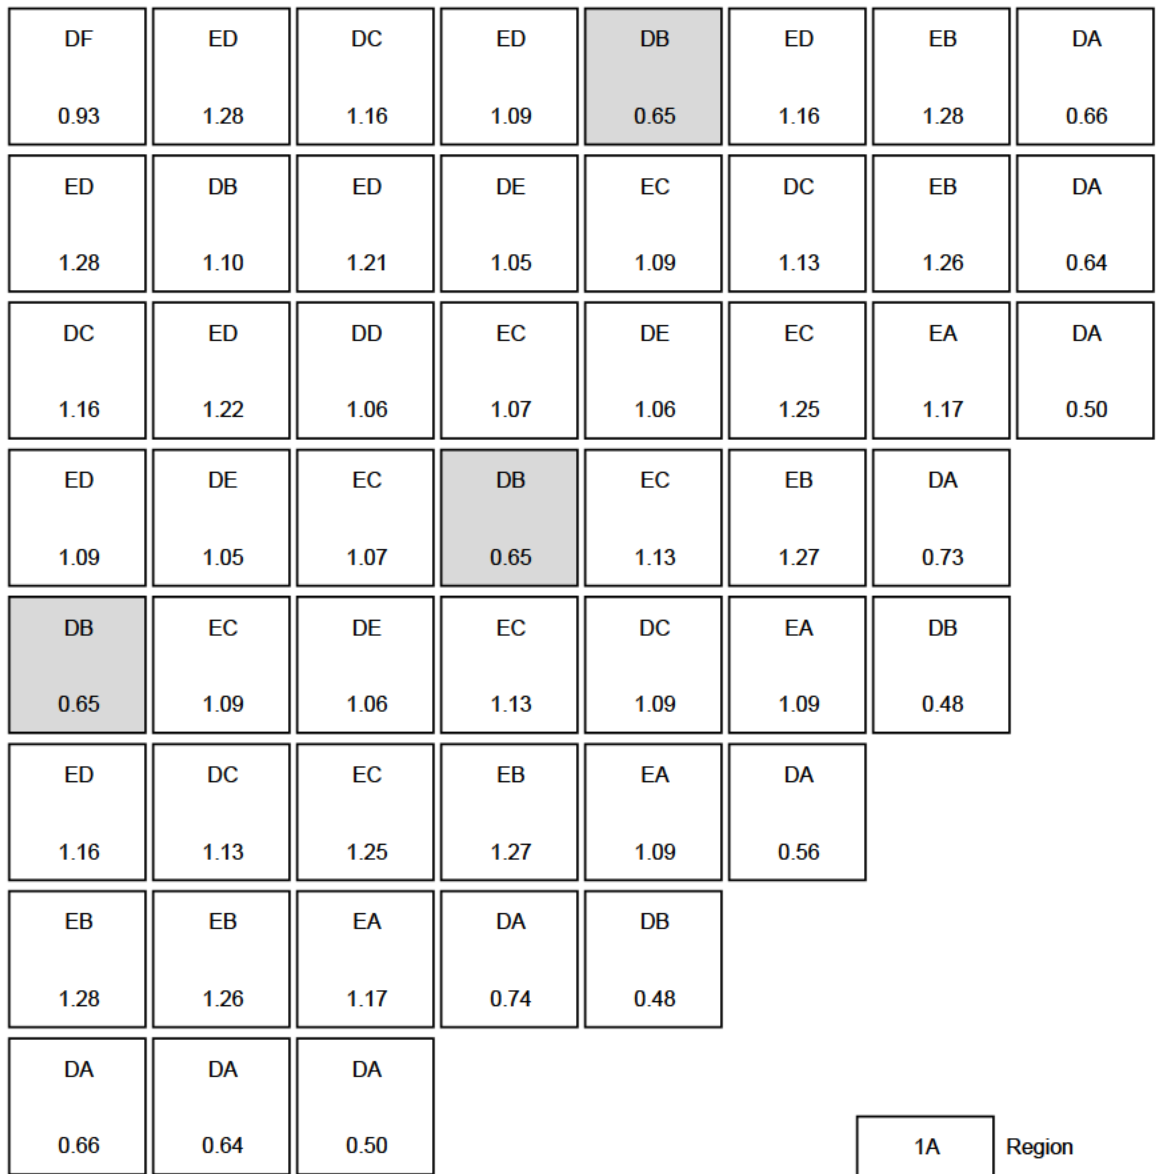 DF ED DC ED DB ED EB DA
0.93 1.28 1.16 1.09 0.65 1.16 1.28 0.66
ED DB ED DE EC DC EB DA
1.28 1.10 1.21 1.05 1.09 1.13 1.26 0.64
DC ED DD EC DE EC EA DA
1.16 1.22 1.06 1.07 1.06 1.25 1.17 0.50
ED DE EC DB EC EB DA
1.09 1.05 1.07 0.65 1.13 1.27 0.73
DB EC DE EC DC EA DB
0.65 1.09 1.06 1.13 1.09 1.09 0.48
ED DC EC EB EA DA
1.16 1.13 1.25 1.27 1.09 0.56
EB EB EA DA DB
1.28 1.26 1.17 0.74 0.48
DA DA DA
0.66 0.64 0.50 1A Region